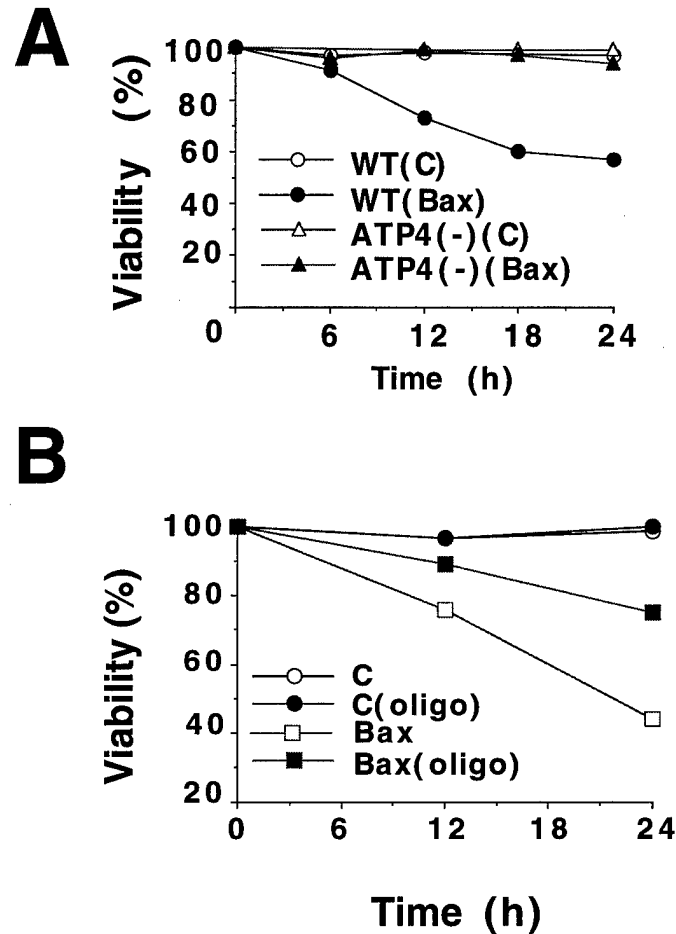 A
Viability (%)
100
80
60
40
20
0
WT(C)
WT(Bax)
ATP4(-)(C)
ATP4(-)(Bax)
6 12 18 24
Time (h)
B
Viability (%)
100
80
60
40
20
C
C(oligo)
Bax
Bax(oligo)
0 6 12 18 24
Time (h)